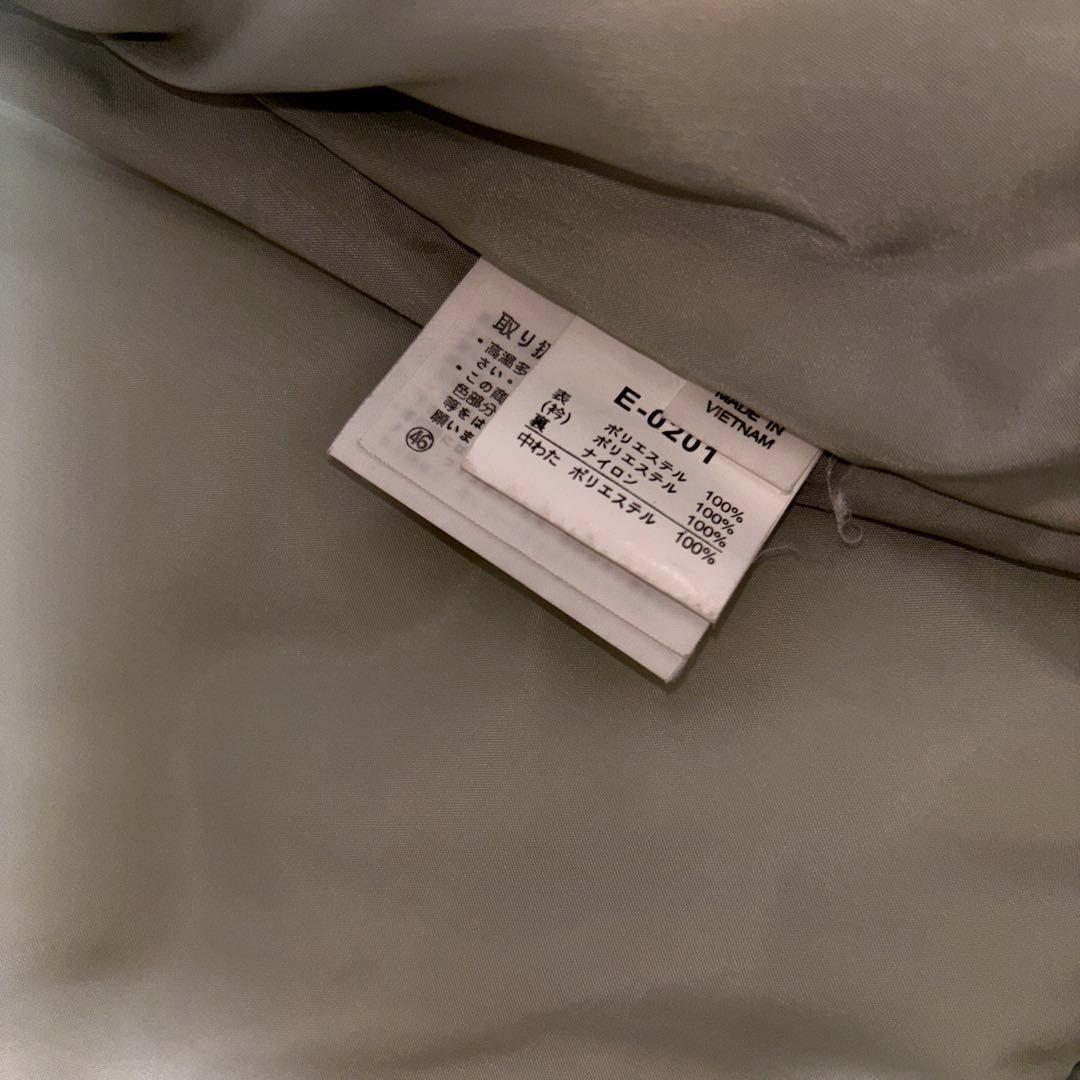 取り扱
・高温多
さい。
・この商
色部分
等をは
願いま
㊻
E-0201
表 ポリエステル 100%
(衿) ポリエステル 100%
裏 ナイロン 100%
中わた ポリエステル 100%
MADE IN
VIETNAM